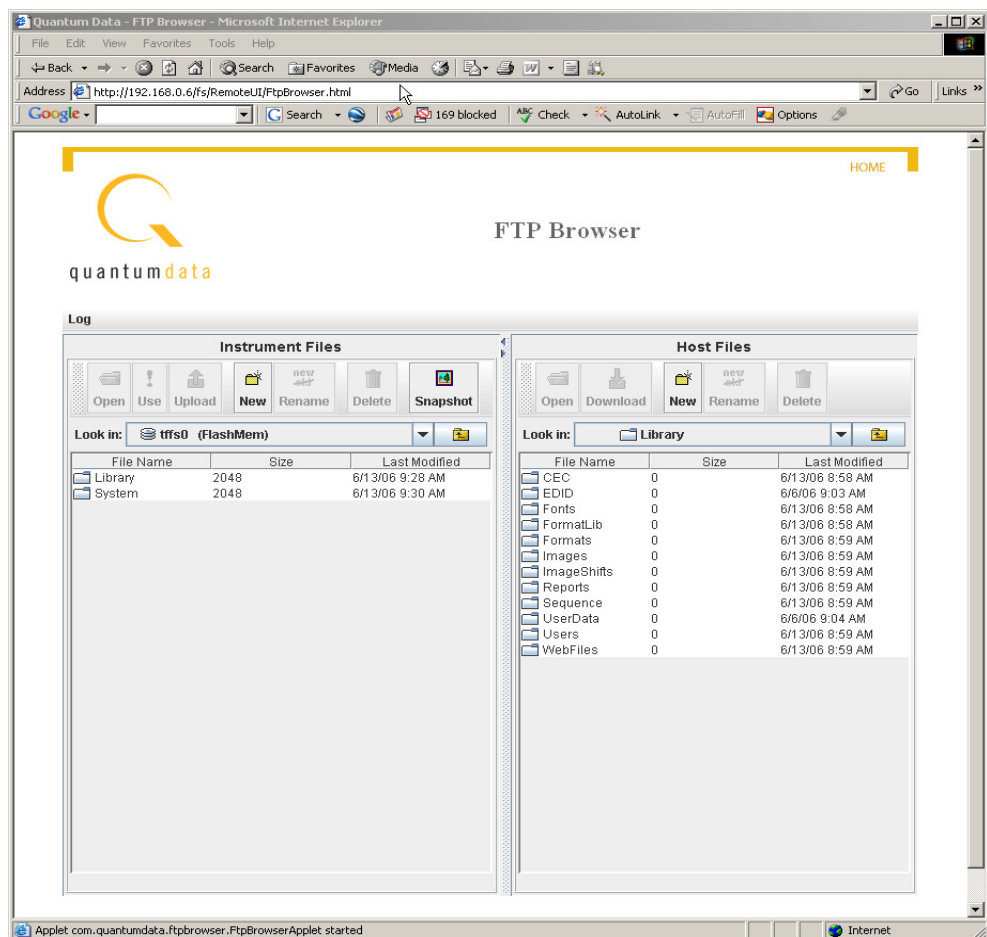 Quantum Data - FTP Browser - Microsoft Internet Explorer
File Edit View Favorites Tools Help
Back Search Favorites Media
Address http://192.168.0.6/fs/RemoteUI/FtpBrowser.html Go Links »
Google Search 169 blocked ABC Check AutoLink AutoFill Options
HOME
FTP Browser
quantumdata
Log
Instrument Files
Open Use Upload New new old Rename Delete Snapshot
Look in: tffs0 (FlashMem)
File Name Size Last Modified
Library 2048 6/13/06 9:28 AM
System 2048 6/13/06 9:30 AM
Host Files
Open Download New new old Rename Delete
Look in: Library
File Name Size Last Modified
CEC 0 6/13/06 8:58 AM
EDID 0 6/6/06 9:03 AM
Fonts 0 6/13/06 8:58 AM
FormatLib 0 6/13/06 8:58 AM
Formats 0 6/13/06 8:59 AM
Images 0 6/13/06 8:59 AM
ImageShifts 0 6/13/06 8:59 AM
Reports 0 6/13/06 8:59 AM
Sequence 0 6/13/06 8:59 AM
UserData 0 6/6/06 9:04 AM
Users 0 6/13/06 8:59 AM
WebFiles 0 6/13/06 8:59 AM
Applet com.quantumdata.ftpbrowser.FtpBrowserApplet started Internet